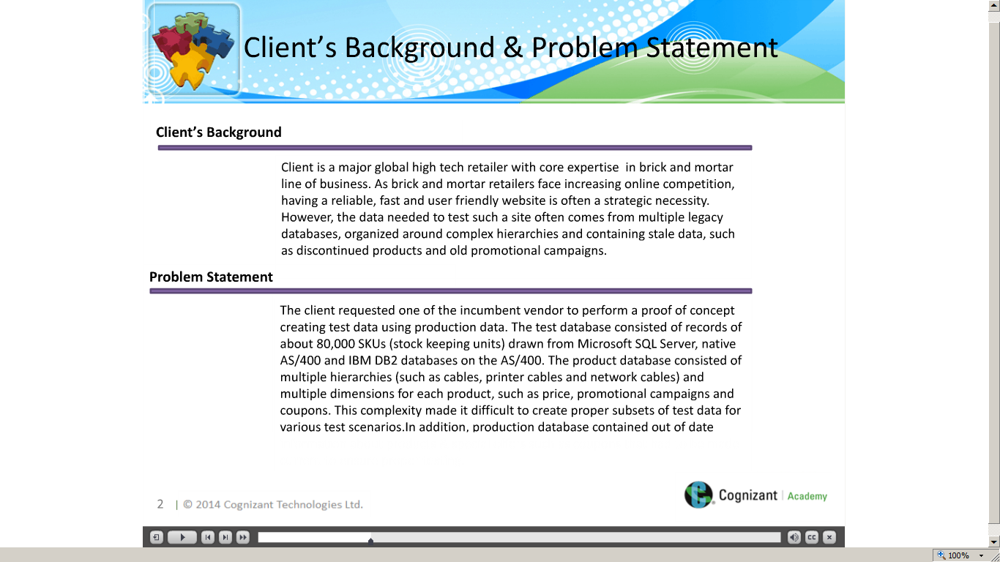 Client’s Background & Problem Statement
Client’s Background
Client is a major global high tech retailer with core expertise  in brick and mortar
line of business. As brick and mortar retailers face increasing online competition,
having a reliable, fast and user friendly website is often a strategic necessity.
However, the data needed to test such a site often comes from multiple legacy
databases, organized around complex hierarchies and containing stale data, such
as discontinued products and old promotional campaigns.
Problem Statement
The client requested one of the incumbent vendor to perform a proof of concept
creating test data using production data. The test database consisted of records of
about 80,000 SKUs (stock keeping units) drawn from Microsoft SQL Server, native
AS/400 and IBM DB2 databases on the AS/400. The product database consisted of
multiple hierarchies (such as cables, printer cables and network cables) and
multiple dimensions for each product, such as price, promotional campaigns and
coupons. This complexity made it difficult to create proper subsets of test data for
various test scenarios.In addition, production database contained out of date
2 | © 2014 Cognizant Technologies Ltd.
Cognizant | Academy
CC
100%